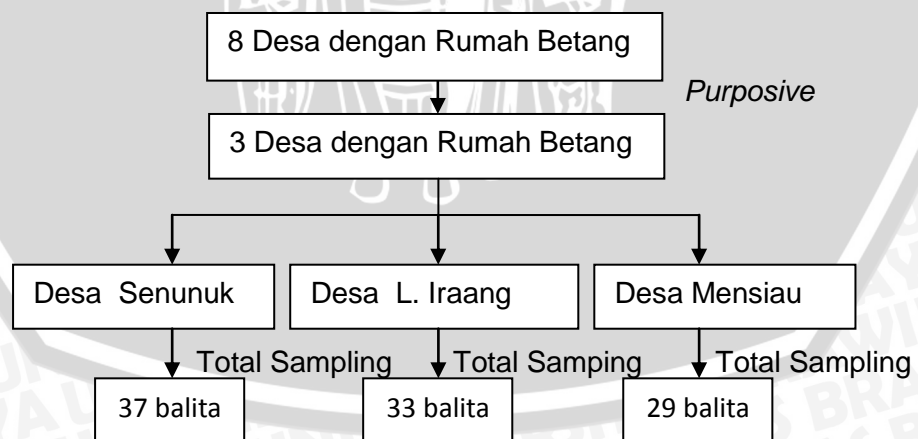 8 Desa dengan Rumah Betang
Purposive
3 Desa dengan Rumah Betang
Desa Senunuk
Desa L. Iraang
Desa Mensiau
Total Sampling
Total Samping
Total Sampling
37 balita
33 balita
29 balita